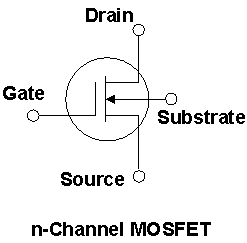 Drain
Gate
Substrate
Source
n-Channel MOSFET